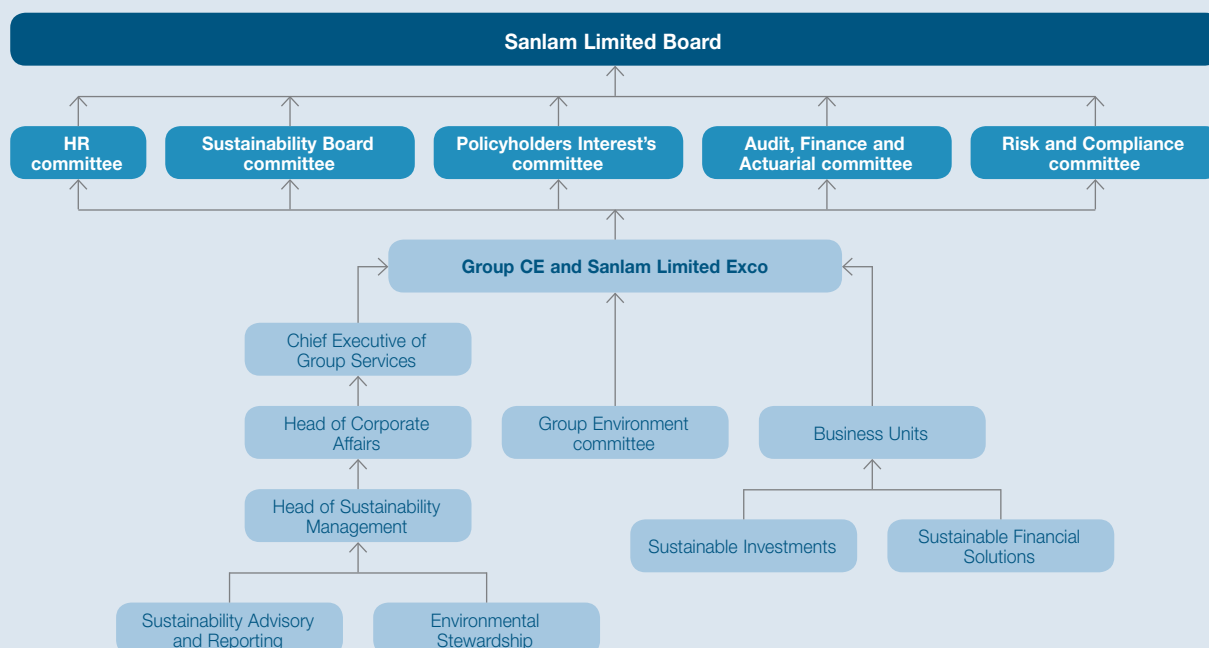 Sanlam Limited Board
HR
committee
Sustainability Board
committee
Policyholders Interest's
committee
Audit, Finance and
Actuarial committee
Risk and Compliance
committee
Group CE and Sanlam Limited Exco
Chief Executive of
Group Services
Head of Corporate
Affairs
Group Environment
committee
Business Units
Head of Sustainability
Management
Sustainable Investments
Sustainable Financial
Solutions
Sustainability Advisory
and Reporting
Environmental
Stewardship